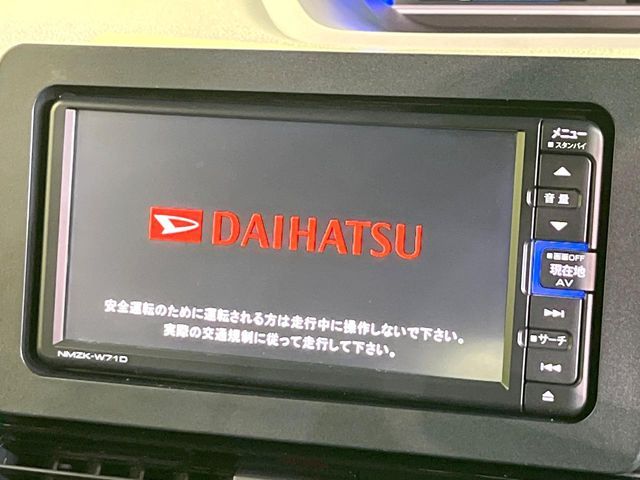 DAIHATSU
安全運転のために運転される方は走行中に操作しないで下さい。
実際の交通規制に従って走行して下さい。
NMZK-W71D
メニュー
スタンバイ
音量
画面OFF
現在地
AV
サーチ